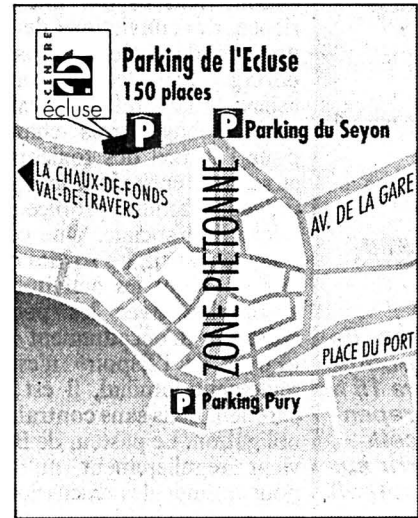 CENTRE
écluse
Parking de l'Ecluse
150 places
P
P Parking du Seyon
LA CHAUX-DE-FONDS
VAL-DE-TRAVERS
ZONE PIETONNE
AV. DE LA GARE
PLACE DU PORT
P Parking Pury